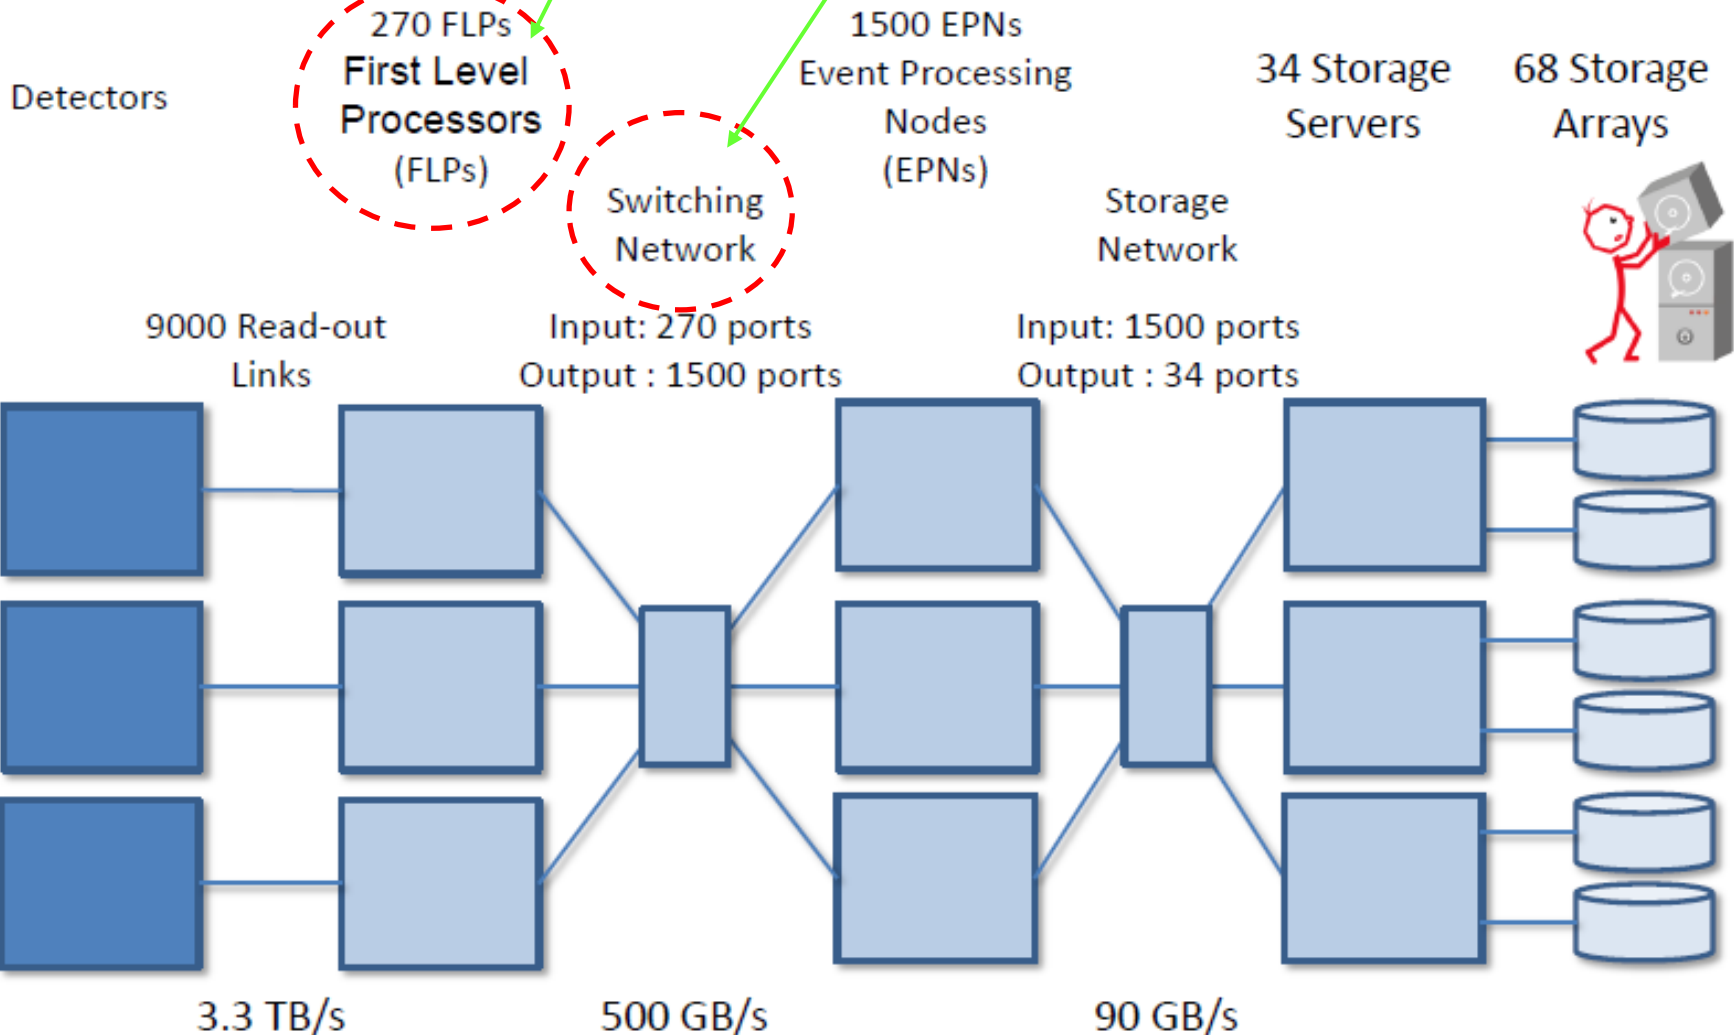 Detectors
270 FLPs
First Level
Processors
(FLPs)
Switching
Network
1500 EPNs
Event Processing
Nodes
(EPNs)
Storage
Network
34 Storage
Servers
68 Storage
Arrays
9000 Read-out
Links
Input: 270 ports
Output : 1500 ports
Input: 1500 ports
Output : 34 ports
3.3 TB/s
500 GB/s
90 GB/s